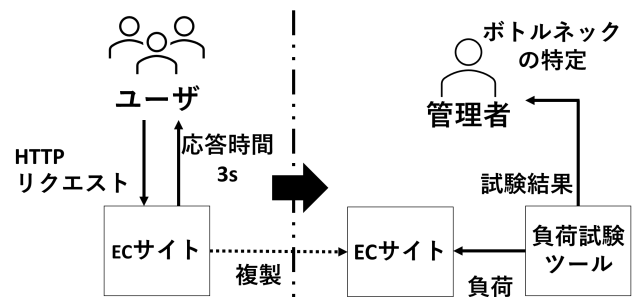 ユーザ
HTTP
リクエスト
応答時間
3s
ECサイト
複製
ボトルネック
の特定
管理者
試験結果
ECサイト
負荷
負荷試験
ツール